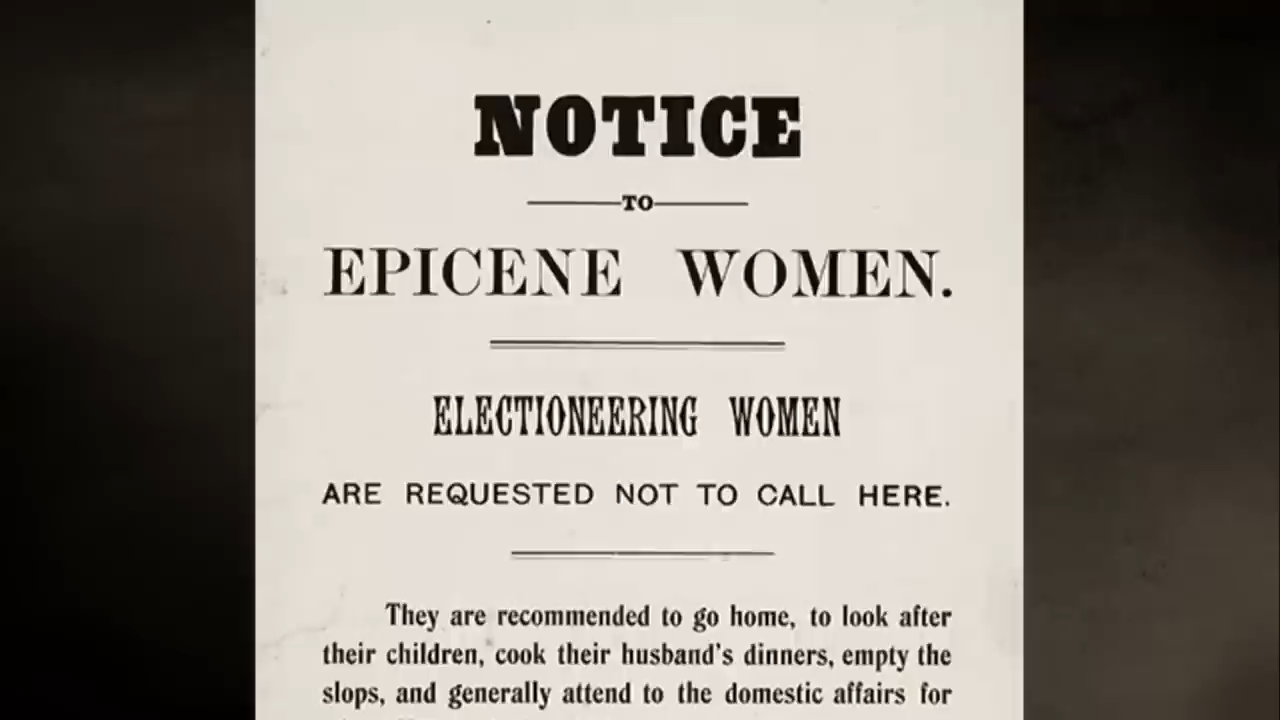 NOTICE
TO
EPICENE WOMEN.
ELECTIONEERING WOMEN
ARE REQUESTED NOT TO CALL HERE.
They are recommended to go home, to look after
their children, cook their husband's dinners, empty the
slops, and generally attend to the domestic affairs for